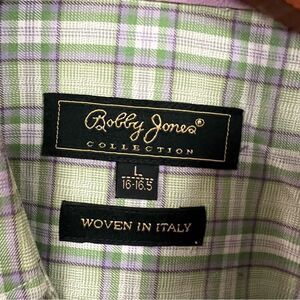 Bobby Jones®
COLLECTION
L
16-16.5
WOVEN IN ITALY